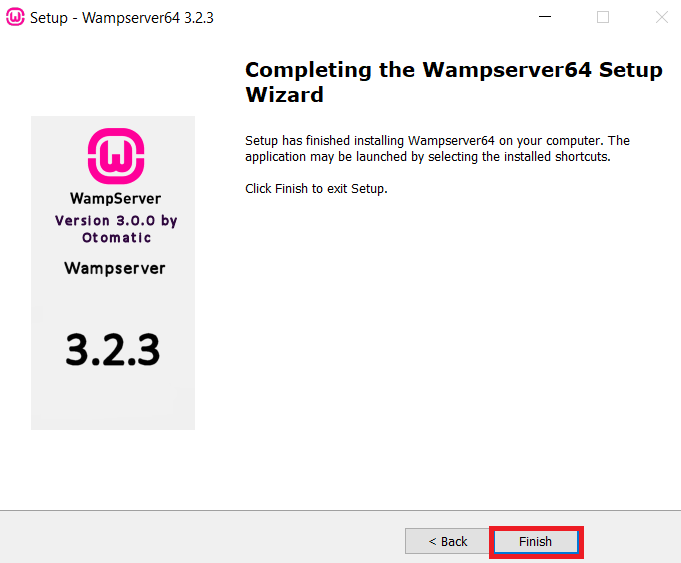 Setup - Wampserver64 3.2.3
Completing the Wampserver64 Setup
Wizard
Setup has finished installing Wampserver64 on your computer. The
application may be launched by selecting the installed shortcuts.
Click Finish to exit Setup.
WampServer
Version 3.0.0 by
Otomatic
Wampserver
3.2.3
< Back
Finish